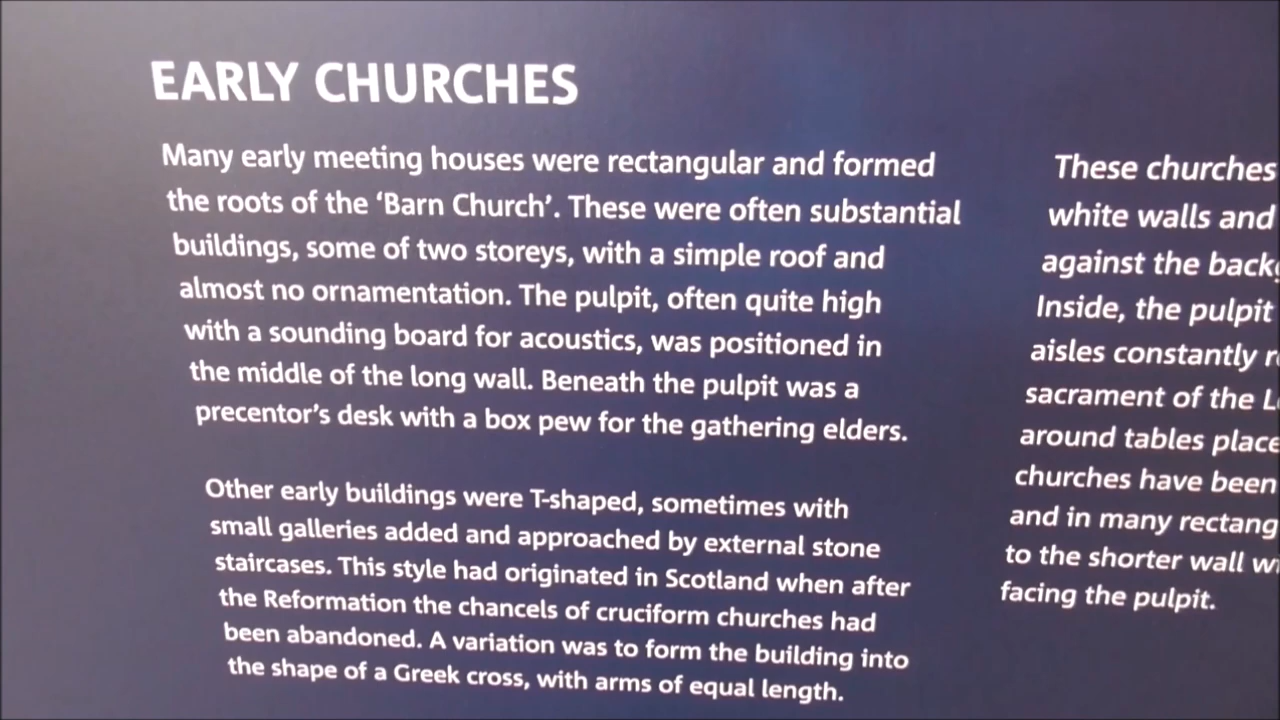 EARLY CHURCHES
Many early meeting houses were rectangular and formed
the roots of the ‘Barn Church’. These were often substantial
buildings, some of two storeys, with a simple roof and
almost no ornamentation. The pulpit, often quite high
with a sounding board for acoustics, was positioned in
the middle of the long wall. Beneath the pulpit was a
precentor’s desk with a box pew for the gathering elders.
Other early buildings were T-shaped, sometimes with
small galleries added and approached by external stone
staircases. This style had originated in Scotland when after
the Reformation the chancels of cruciform churches had
been abandoned. A variation was to form the building into
the shape of a Greek cross, with arms of equal length.
These churches
white walls and
against the
Inside, the pulpit
aisles constantly
sacrament of the
around tables
churches have been
and in many
to the shorter wall
facing the pulpit.